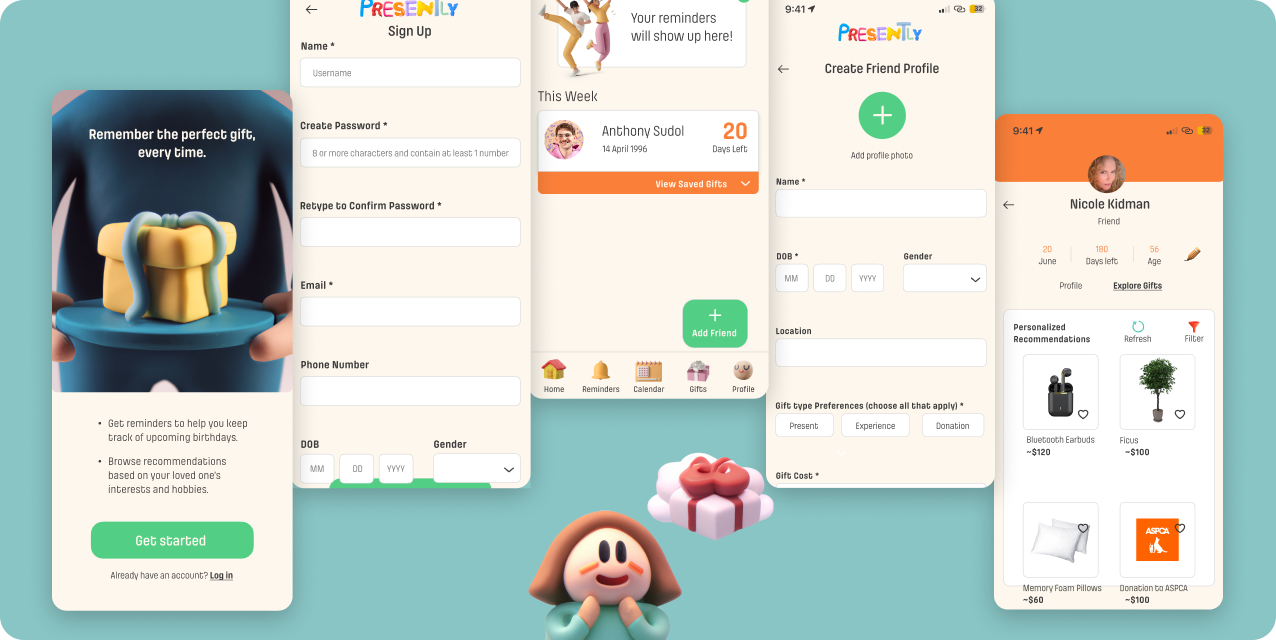 Remember the perfect gift,
every time.
• Get reminders to help you keep
track of upcoming birthdays.
• Browse recommendations
based on your loved one's
interests and hobbies.
Get started
Already have an account? Log in
PRESENTLY
Sign Up
Name *
Username
Create Password *
8 or more characters and contain at least 1 number
Retype to Confirm Password *
Email *
Phone Number
DOB
Gender
MM
DD
YYYY
Your reminders
will show up here!
This Week
Anthony Sudol
14 April 1996
20
Days Left
View Saved Gifts
Add Friend
Home
Reminders
Calendar
Gifts
Profile
9:41
32
PRESENTLY
Create Friend Profile
Add profile photo
Name *
DOB *
Gender
MM
DD
YYYY
Location
Gift type Preferences (choose all that apply) *
Present
Experience
Donation
Gift Cost *
9:41
32
Nicole Kidman
Friend
20
June
180
Days left
56
Age
Profile
Explore Gifts
Personalized
Recommendations
Refresh
Filter
Bluetooth Earbuds
~$120
Ficus
~$100
ASPCA
Memory Foam Pillows
~$60
Donation to ASPCA
~$100